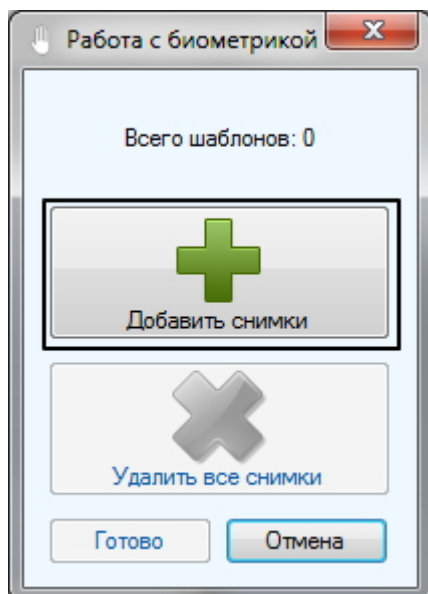 Работа с биометрикой
Всего шаблонов: 0
Добавить снимки
Удалить все снимки
Готово
Отмена